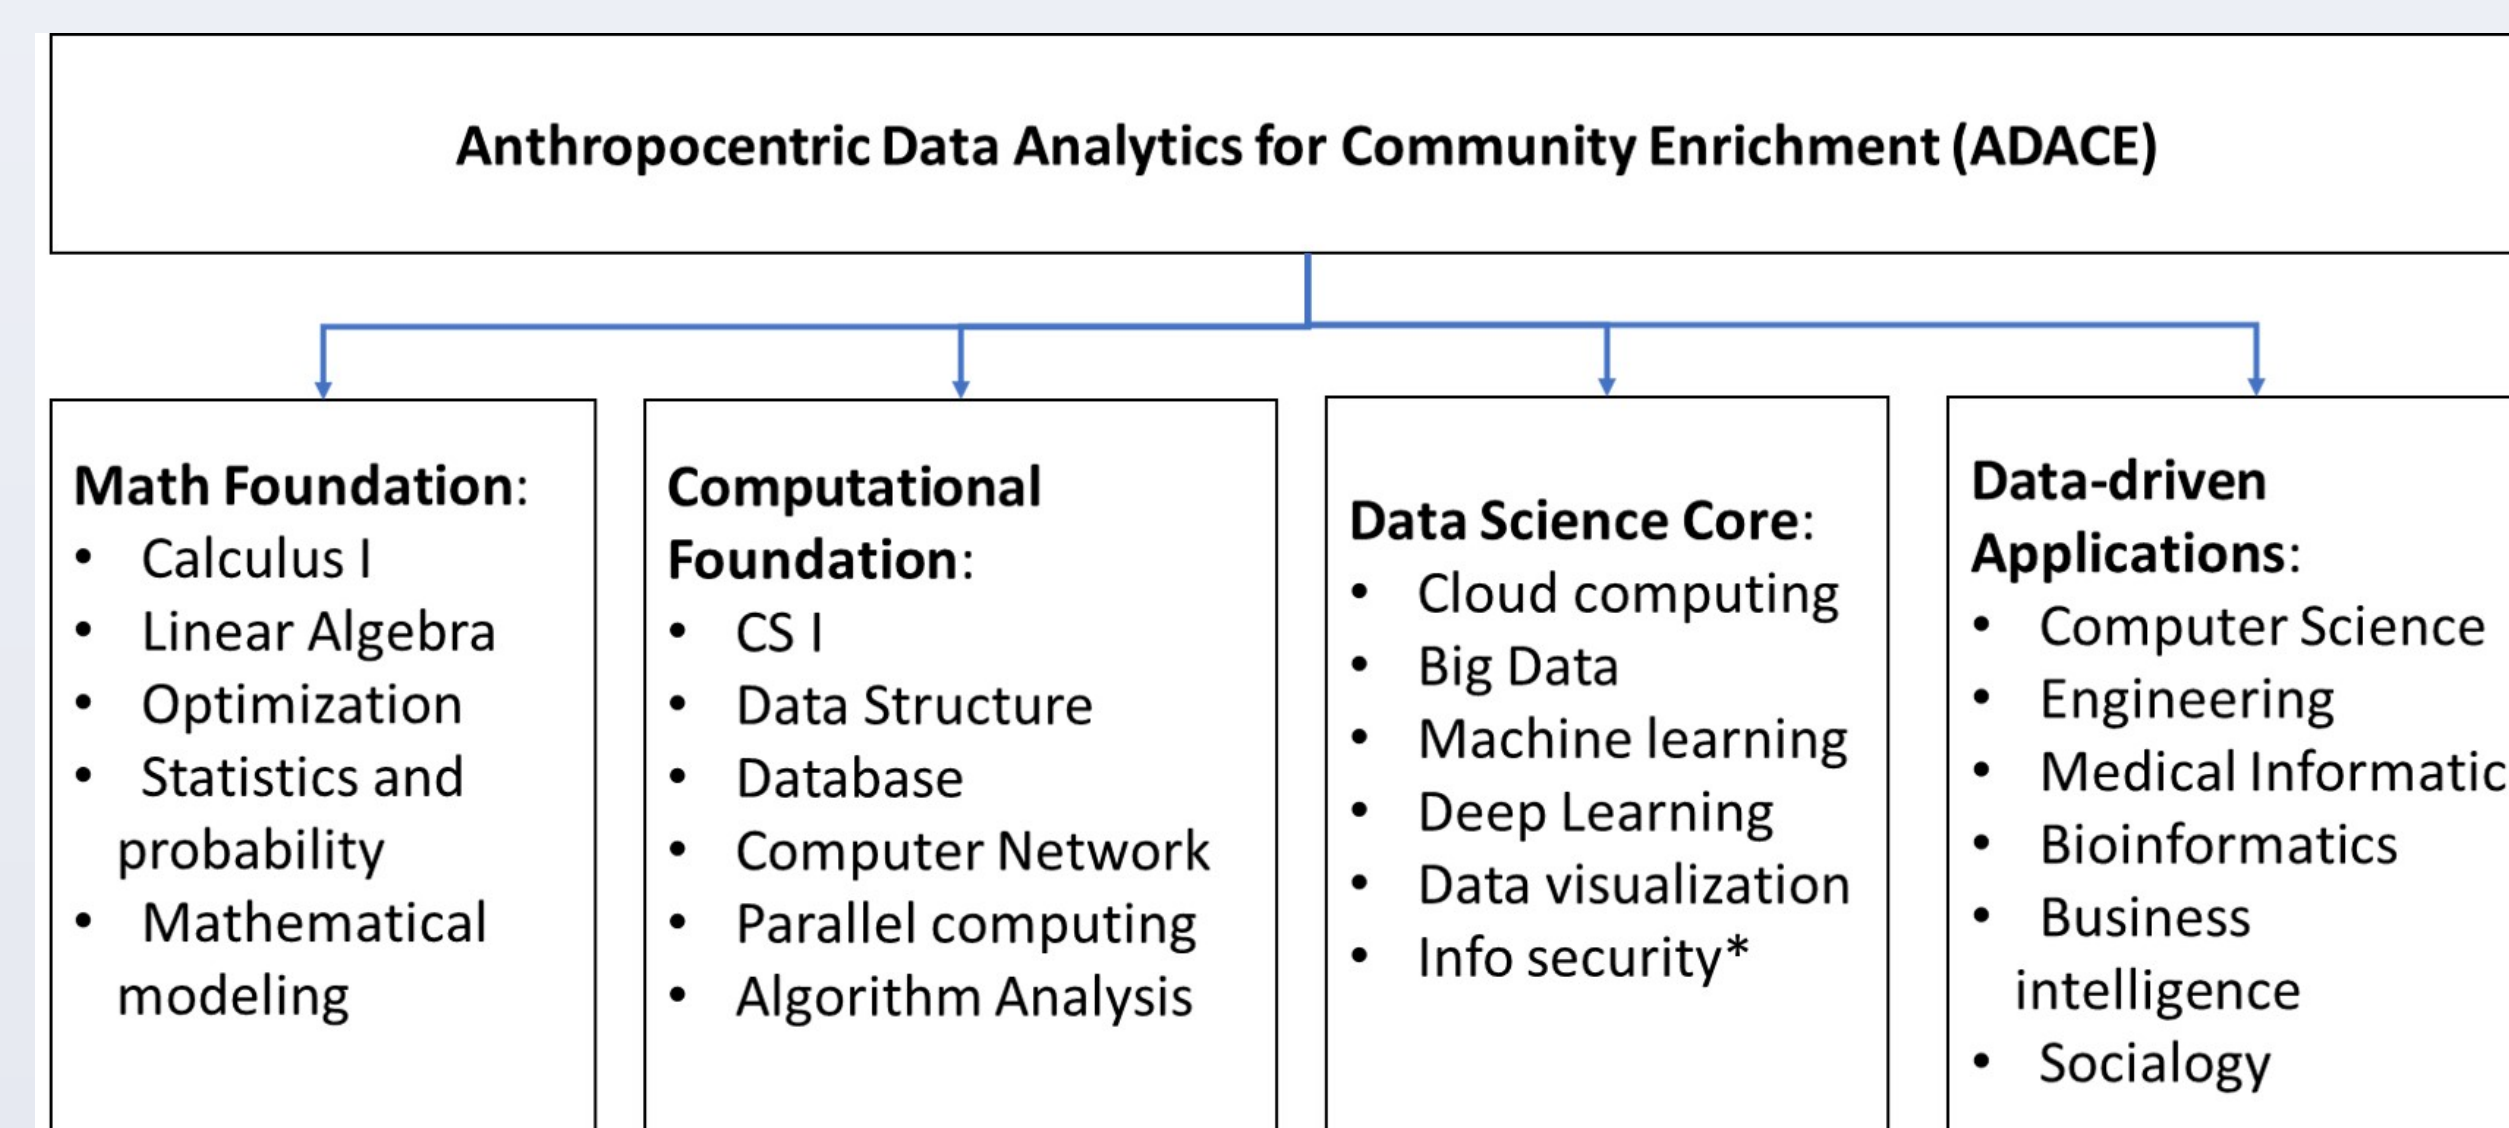 Anthropocentric Data Analytics for Community Enrichment (ADACE)
Math Foundation:
• Calculus I
• Linear Algebra
• Optimization
• Statistics and
probability
• Mathematical
modeling
Computational
Foundation:
• CS I
• Data Structure
• Database
• Computer Network
• Parallel computing
• Algorithm Analysis
Data Science Core:
• Cloud computing
• Big Data
• Machine learning
• Deep Learning
• Data visualization
• Info security*
Data-driven
Applications:
• Computer Science
• Engineering
• Medical Informatic
• Bioinformatics
• Business
intelligence
• Socialogy